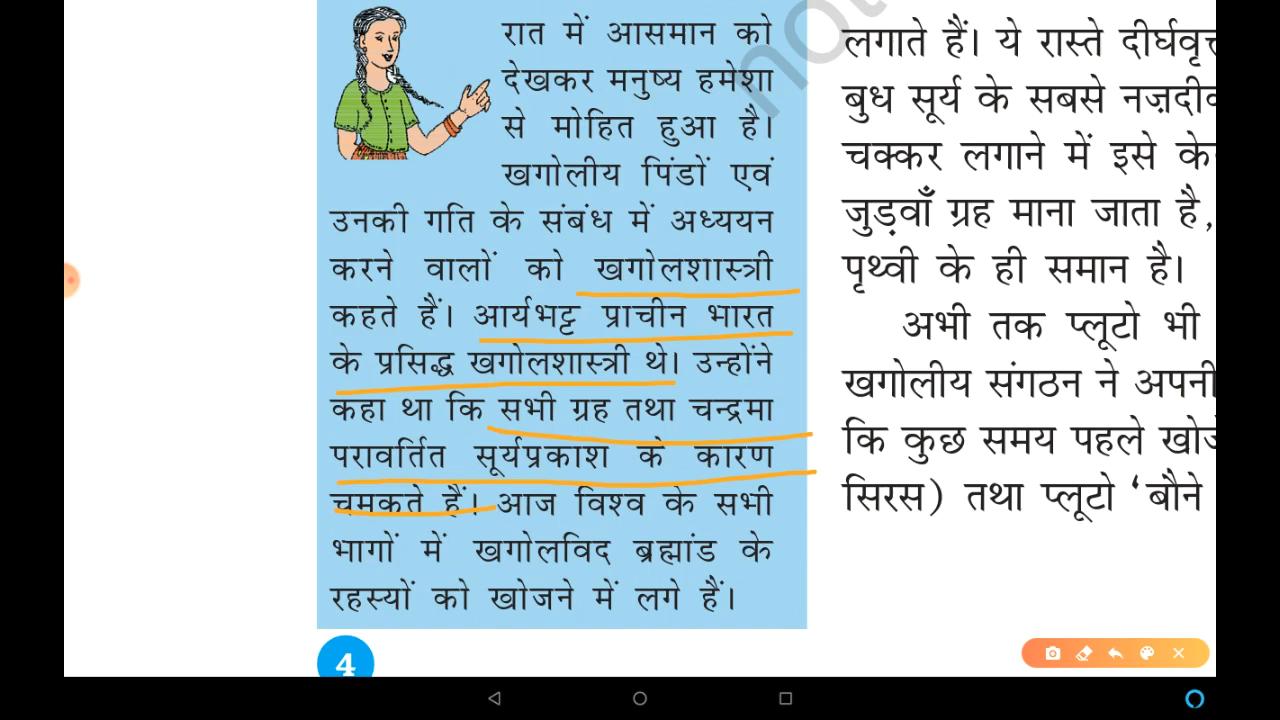 रात में आसमान को
देखकर मनुष्य हमेशा
से मोहित हुआ है।
खगोलीय पिंडों एवं
उनकी गति के संबंध में अध्ययन
करने वालों को खगोलशास्त्री
कहते हैं। आर्यभट्ट प्राचीन भारत
के प्रसिद्ध खगोलशास्त्री थे। उन्होंने
कहा था कि सभी ग्रह तथा चन्द्रमा
परावर्तित सूर्यप्रकाश के कारण
चमकते हैं। आज विश्व के सभी
भागों में खगोलविद ब्रह्मांड के
रहस्यों को खोजने में लगे हैं।
4
लगाते हैं। ये रास्ते
बुध सूर्य के सबसे
चक्कर लगाने में इसे
जुड़वाँ ग्रह माना जाता है,
पृथ्वी के ही समान है।
अभी तक प्लूटो भी
खगोलीय संगठन ने अपनी
कि कुछ समय पहले
सिरस) तथा प्लूटो ‘बौने
not